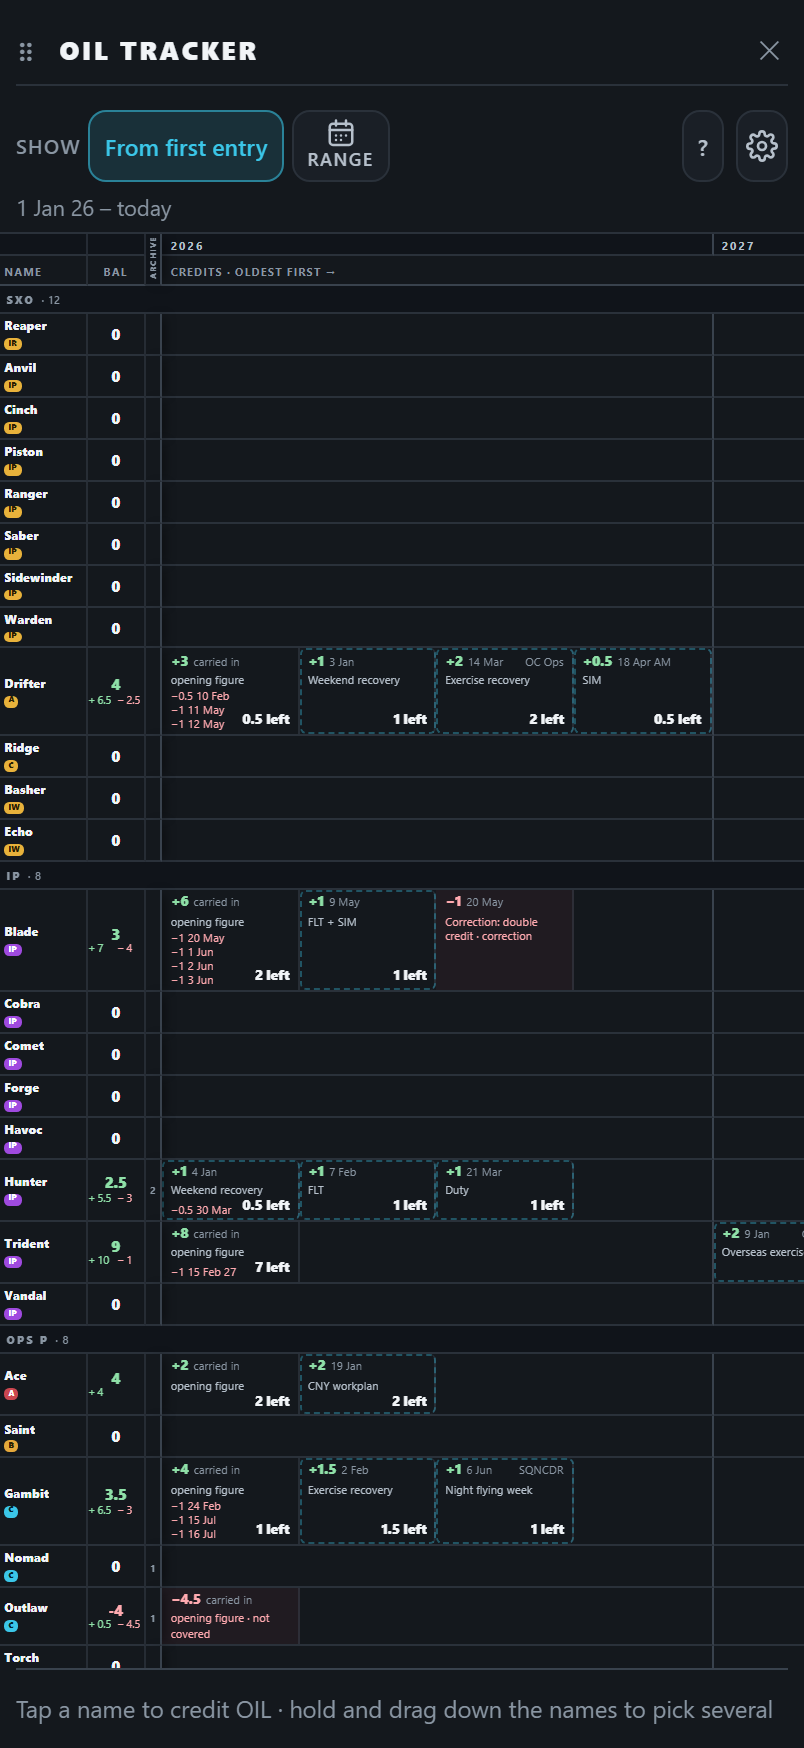 OIL TRACKER
SHOW From first entry RANGE ?
1 Jan 26 – today
ARCHIVE
2026 2027
NAME BAL CREDITS · OLDEST FIRST →
SXO · 12
Reaper 0
IR
Anvil 0
IP
Cinch 0
IP
Piston 0
IP
Ranger 0
IP
Saber 0
IP
Sidewinder 0
IP
Warden 0
IP
+3 carried in +1 3 Jan +2 14 Mar OC Ops +0.5 18 Apr AM
Drifter 4 opening figure Weekend recovery Exercise recovery SIM
A +6.5 −2.5 −0.5 10 Feb
−1 11 May
−1 12 May 0.5 left 1 left 2 left 0.5 left
Ridge 0
C
Basher 0
IW
Echo 0
IW
IP · 8
+6 carried in +1 9 May −1 20 May
opening figure FLT + SIM Correction: double
Blade 3 −1 20 May credit · correction
IP +7 −4 −1 1 Jun
−1 2 Jun
−1 3 Jun 2 left 1 left
Cobra 0
IP
Comet 0
IP
Forge 0
IP
Havoc 0
IP
+1 4 Jan +1 7 Feb +1 21 Mar
Hunter 2.5 2 Weekend recovery FLT Duty
IP +5.5 −3 −0.5 30 Mar 0.5 left 1 left 1 left
+8 carried in +2 9 Jan
Trident 9 opening figure Overseas exercis
IP +10 −1 −1 15 Feb 27 7 left
Vandal 0
IP
OPS P · 8
+2 carried in +2 19 Jan
Ace 4 opening figure CNY workplan
A +4 2 left 2 left
Saint 0
B
+4 carried in +1.5 2 Feb +1 6 Jun SQNCDR
Gambit 3.5 opening figure Exercise recovery Night flying week
C +6.5 −3 −1 24 Feb
−1 15 Jul
−1 16 Jul 1 left 1.5 left 1 left
Nomad 0 1
C
−4.5 carried in
Outlaw -4 1 opening figure · not
C +0.5 −4.5 covered
Torch 0
Tap a name to credit OIL · hold and drag down the names to pick several